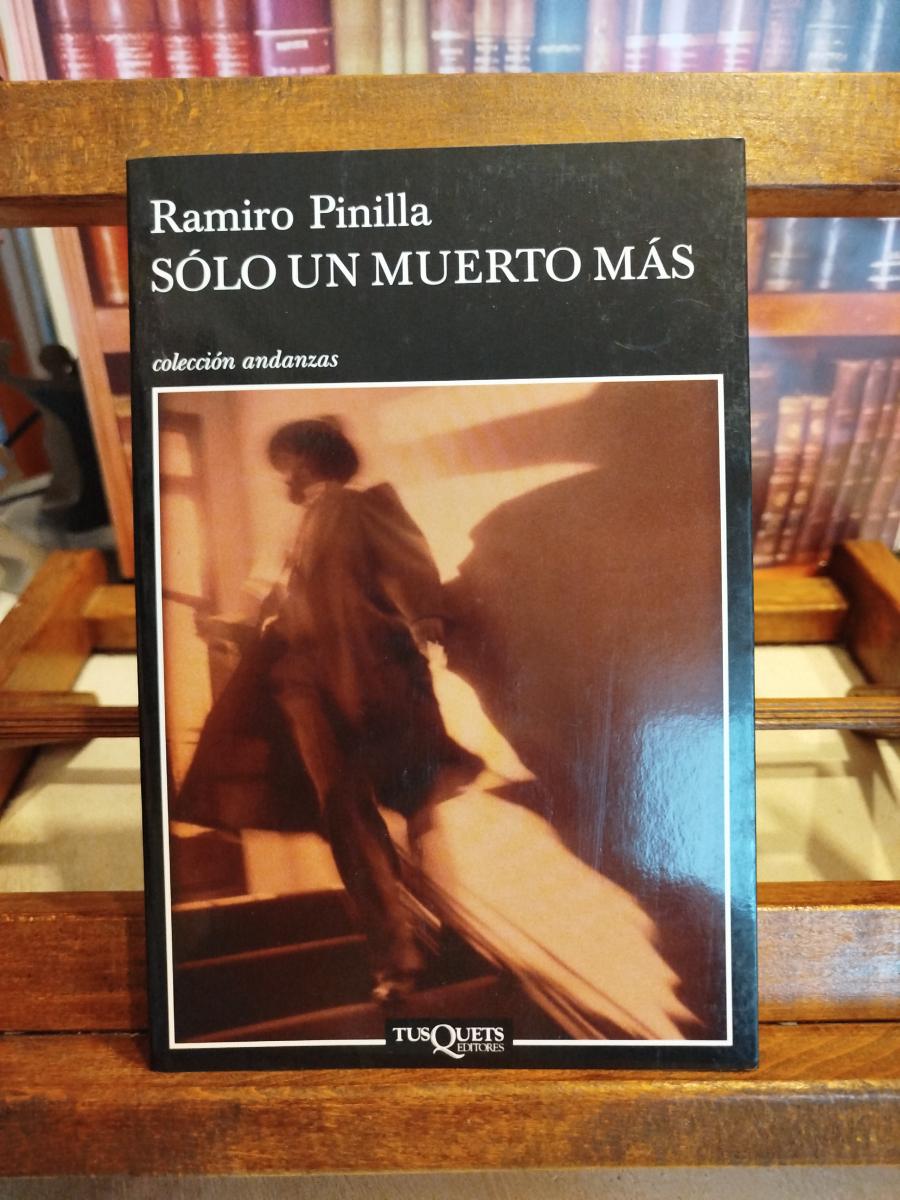 Ramiro Pinilla
SÓLO UN MUERTO MÁS
colección andanzas
TUSQUETS
EDITORES